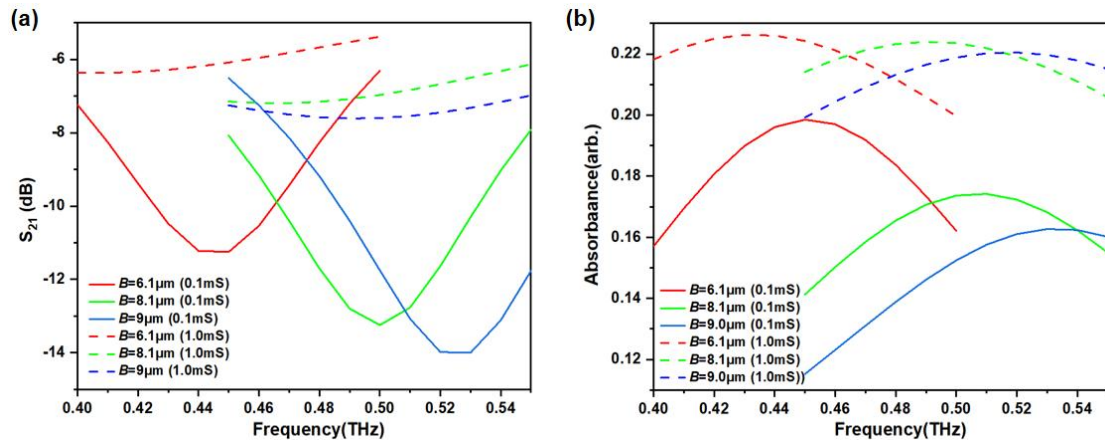 (a)
S21 (dB)
-6
-8
-10
-12
-14
B=6.1μm (0.1mS)
B=8.1μm (0.1mS)
B=9μm (0.1mS)
B=6.1μm (1.0mS)
B=8.1μm (1.0mS)
B=9μm (1.0mS)
0.40 0.42 0.44 0.46 0.48 0.50 0.52 0.54
Frequency(THz)
(b)
Absorbaance(arb.)
0.22
0.20
0.18
0.16
0.14
0.12
B=6.1μm (0.1mS)
B=8.1μm (0.1mS)
B=9.0μm (0.1mS)
B=6.1μm (1.0mS)
B=8.1μm (1.0mS)
B=9.0μm (1.0mS))
0.40 0.42 0.44 0.46 0.48 0.50 0.52 0.54
Frequency(THz)